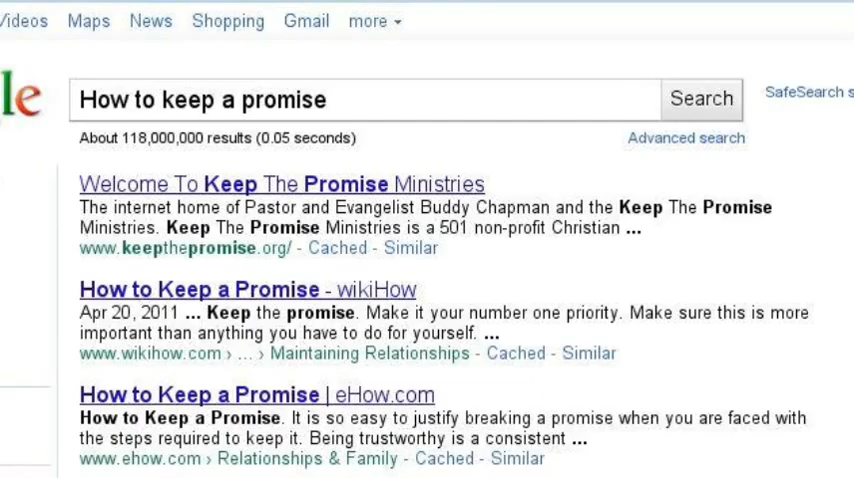 Videos Maps News Shopping Gmail more
le
How to keep a promise Search SafeSearch
About 118,000,000 results (0.05 seconds) Advanced search
Welcome To Keep The Promise Ministries
The internet home of Pastor and Evangelist Buddy Chapman and the Keep The Promise
Ministries. Keep The Promise Ministries is a 501 non-profit Christian ...
www.keepthepromise.org/ - Cached - Similar
How to Keep a Promise - wikiHow
Apr 20, 2011 ... Keep the promise. Make it your number one priority. Make sure this is more
important than anything you have to do for yourself. ...
www.wikihow.com › ... › Maintaining Relationships - Cached - Similar
How to Keep a Promise | eHow.com
How to Keep a Promise. It is so easy to justify breaking a promise when you are faced with
the steps required to keep it. Being trustworthy is a consistent ...
www.ehow.com › Relationships & Family - Cached - Similar